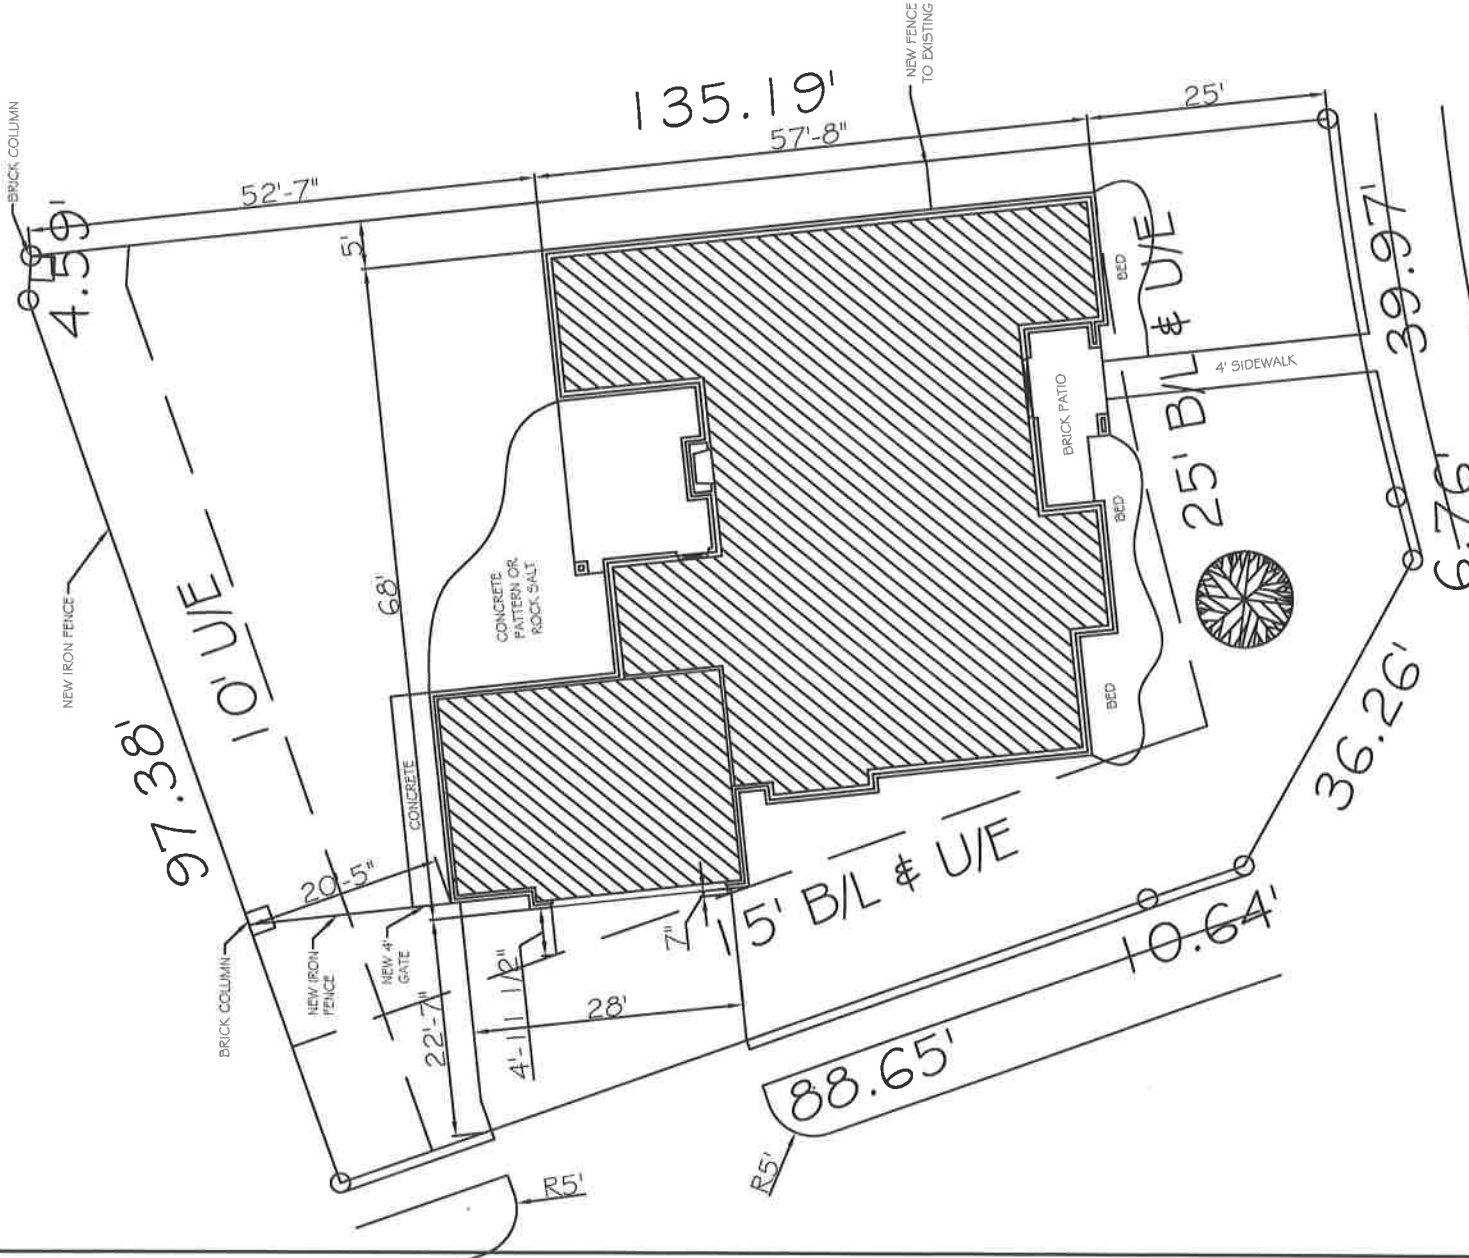 BRICK COLUMN
NEW FENCE
TO EXISTING
135.19'
25'
57'-8"
52'-7"
4.59'
5'
BED
U/E
39.97'
NEW IRON FENCE
10' U/E
68'
CONCRETE
PATTERN OR
ROCK SALT
BRICK PATIO
4' SIDEWALK
25' B/L &
BED
6.76'
BED
97.38'
CONCRETE
36.26'
20'-5"
15' B/L & U/E
7"
BRICK COLUMN
NEW IRON
FENCE
NEW 4'
GATE
22'-7"
4'-11 1/2"
28'
10.64'
88.65'
R5'
R5'